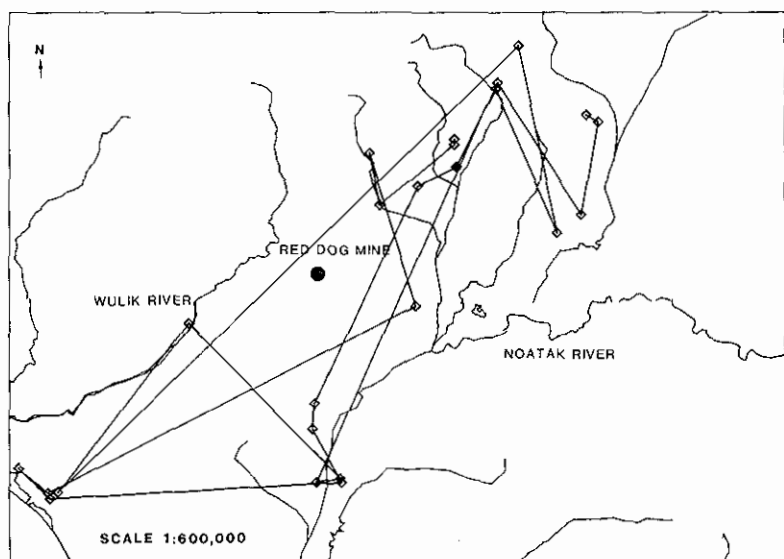 N
RED DOG MINE
WULIK RIVER
NOATAK RIVER
SCALE 1:600,000